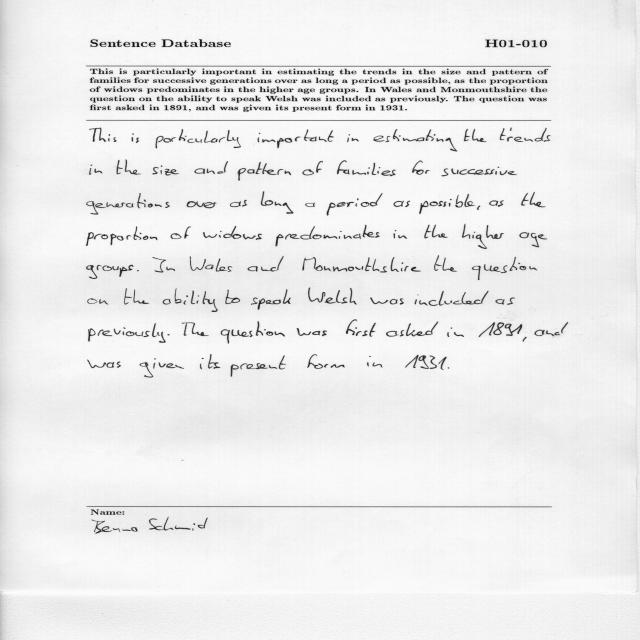 Sentence Database H01-010
This is particularly important in estimating the trends in the size and pattern of
families for successive generations over as long a period as possible, as the proportion
of widows predominates in the higher age groups. In Wales and Monmouthshire the
question on the ability to speak Welsh was included as previously. The question was
first asked in 1891, and was given its present form in 1931.
This is particularly important in estimating the trends
in the size and pattern of families for successive
generations over as long a period as possible, as the
proportion of widows predominates in the higher age
groups. In Wales and Monmouthshire the question
on the ability to speak Welsh was included as
previously. The question was first asked in 1891, and
was given its present form in 1931.
Name:
Benno Schmid